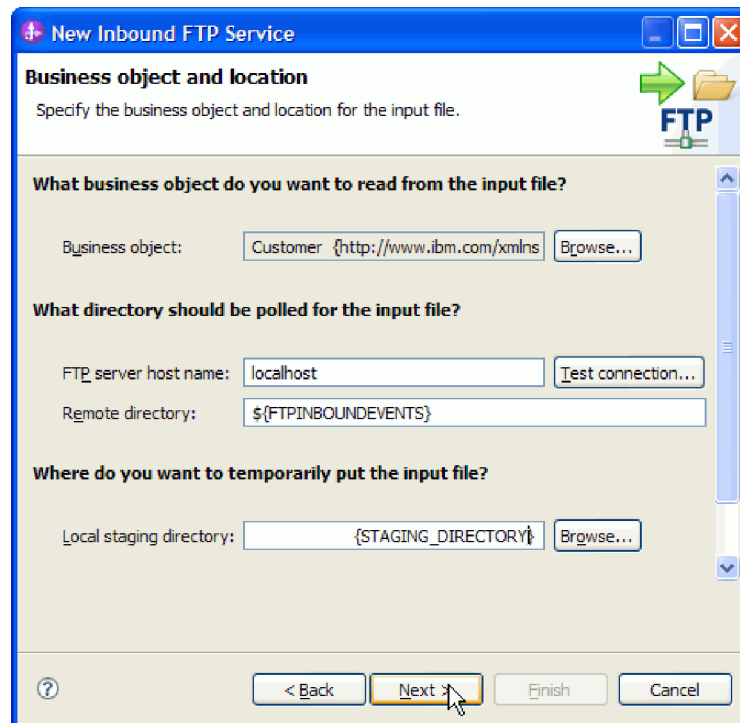 New Inbound FTP Service
Business object and location
Specify the business object and location for the input file.
FTP
What business object do you want to read from the input file?
Business object: Customer {http://www.ibm.com/xmlns Browse...
What directory should be polled for the input file?
FTP server host name: localhost Test connection...
Remote directory: ${FTPINBOUNDEVENTS}
Where do you want to temporarily put the input file?
Local staging directory: {STAGING_DIRECTORY} Browse...
? < Back Next > Finish Cancel